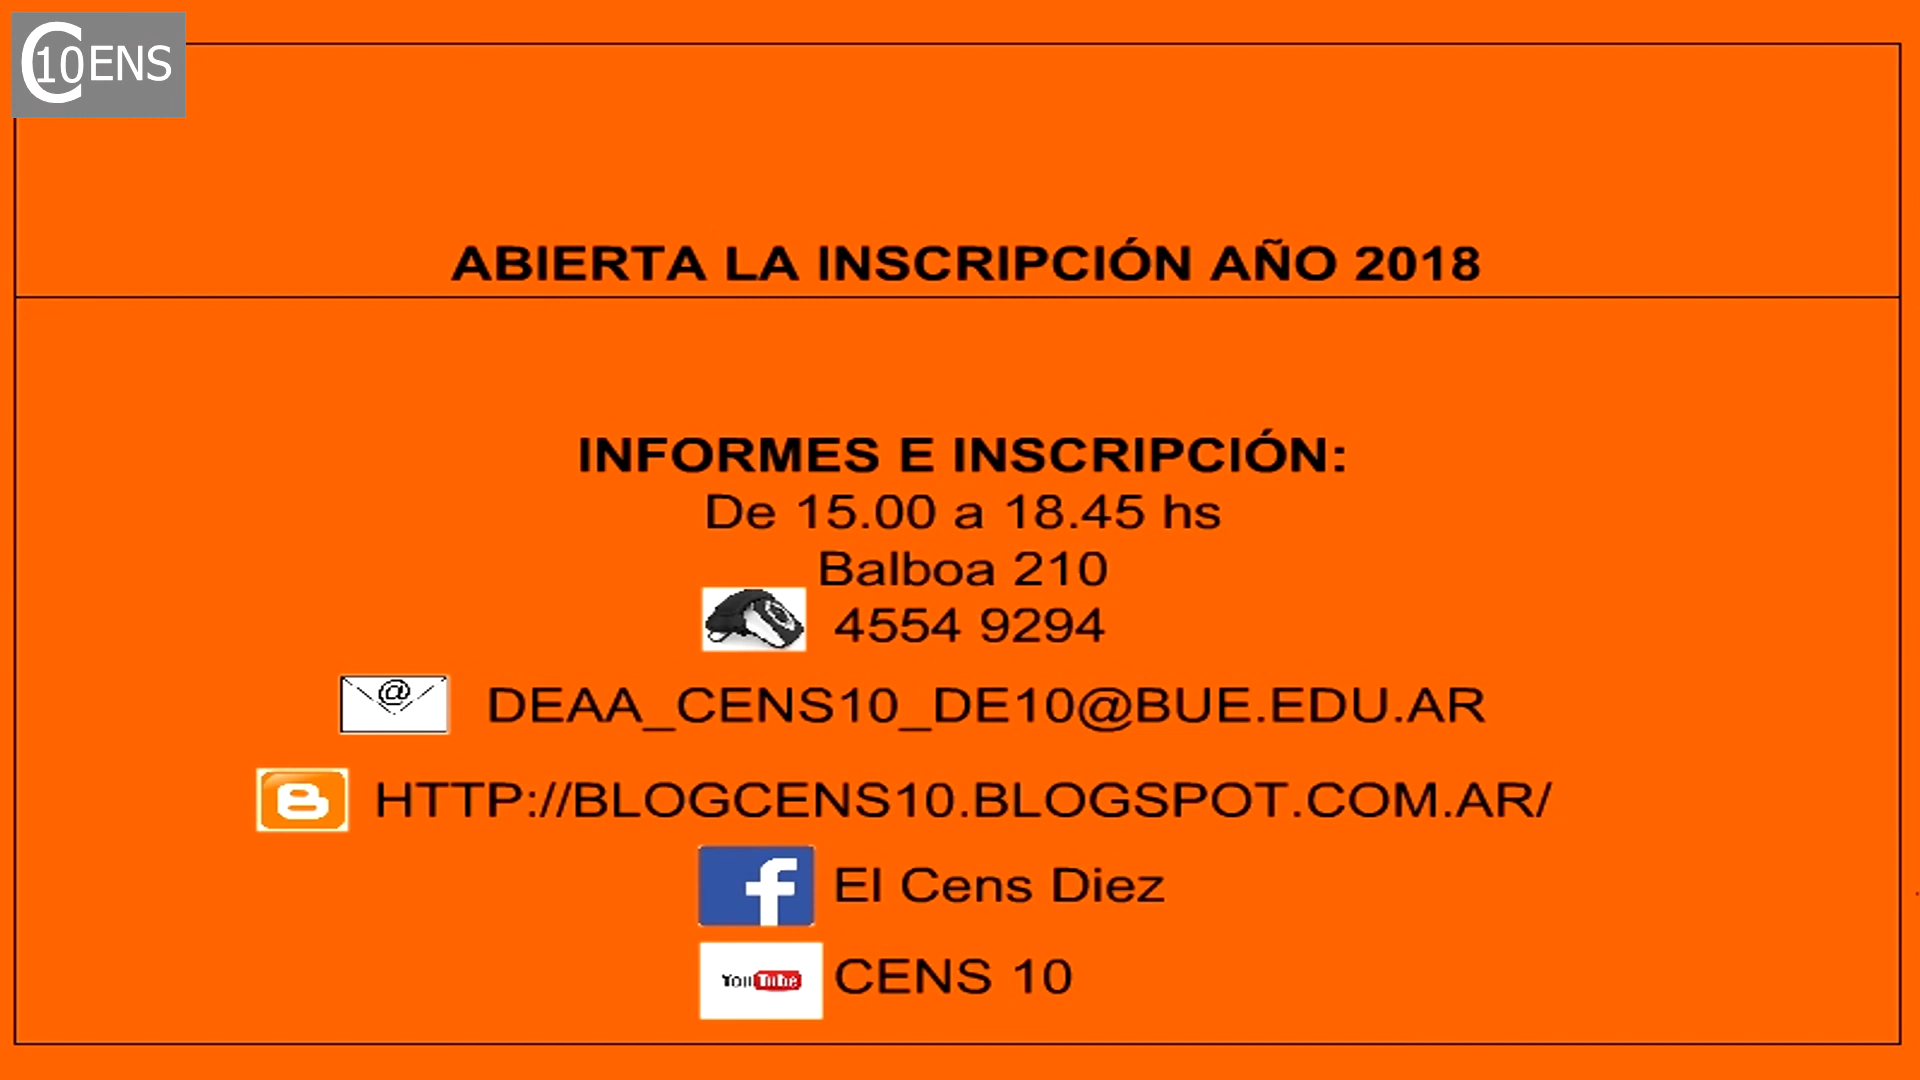 C10ENS
ABIERTA LA INSCRIPCIÓN AÑO 2018
INFORMES E INSCRIPCIÓN:
De 15.00 a 18.45 hs
Balboa 210
4554 9294
@ DEAA_CENS10_DE10@BUE.EDU.AR
B HTTP://BLOGCENS10.BLOGSPOT.COM.AR/
f El Cens Diez
YouTube CENS 10